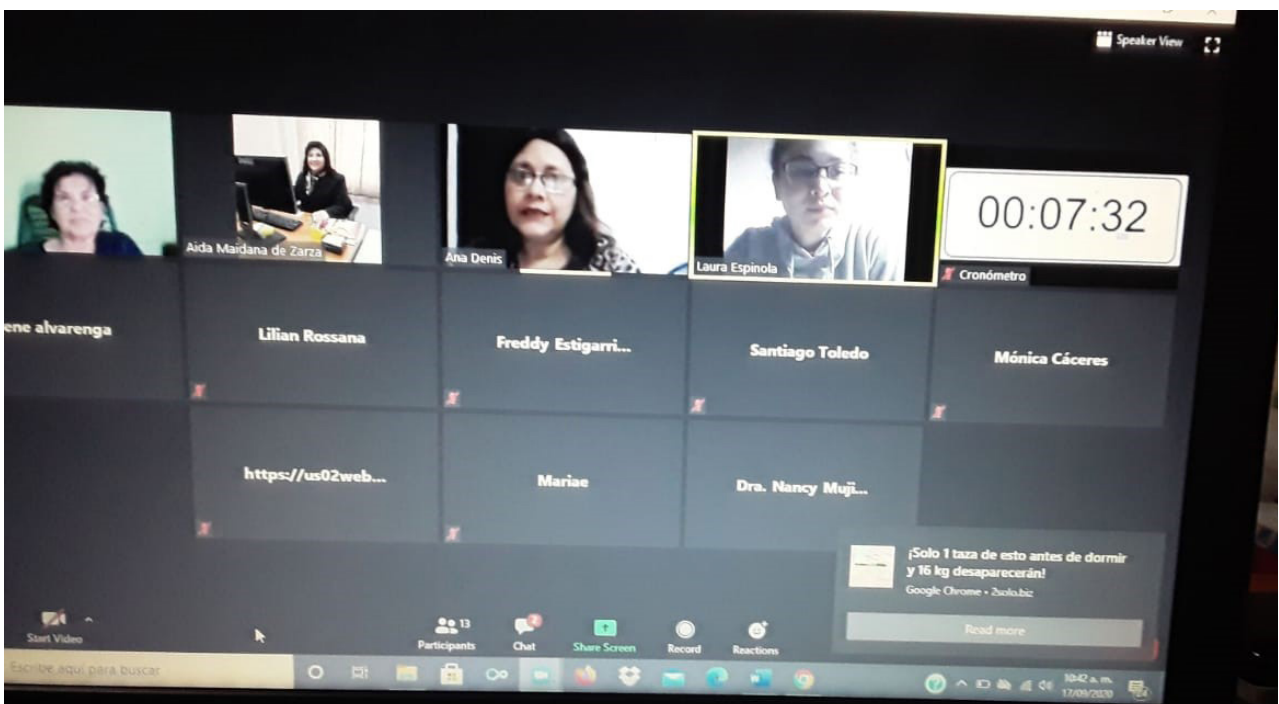 Speaker View
Aida Maidana de Zarza
Ana Denis
Laura Espinola
00:07:32
Cronómetro
ene alvarenga
Lilian Rossana
Freddy Estigarri...
Santiago Toledo
Mónica Cáceres
https://us02web...
Mariae
Dra. Nancy Muji...
¡Solo 1 taza de esto antes de dormir
y 16 kg desaparecerán!
Google Chrome • 2solo.biz
Read more
Start Video
13
Participants
2
Chat
Share Screen
Record
Reactions
Escribe aquí para buscar
10:42 a. m.
17/09/2020
24